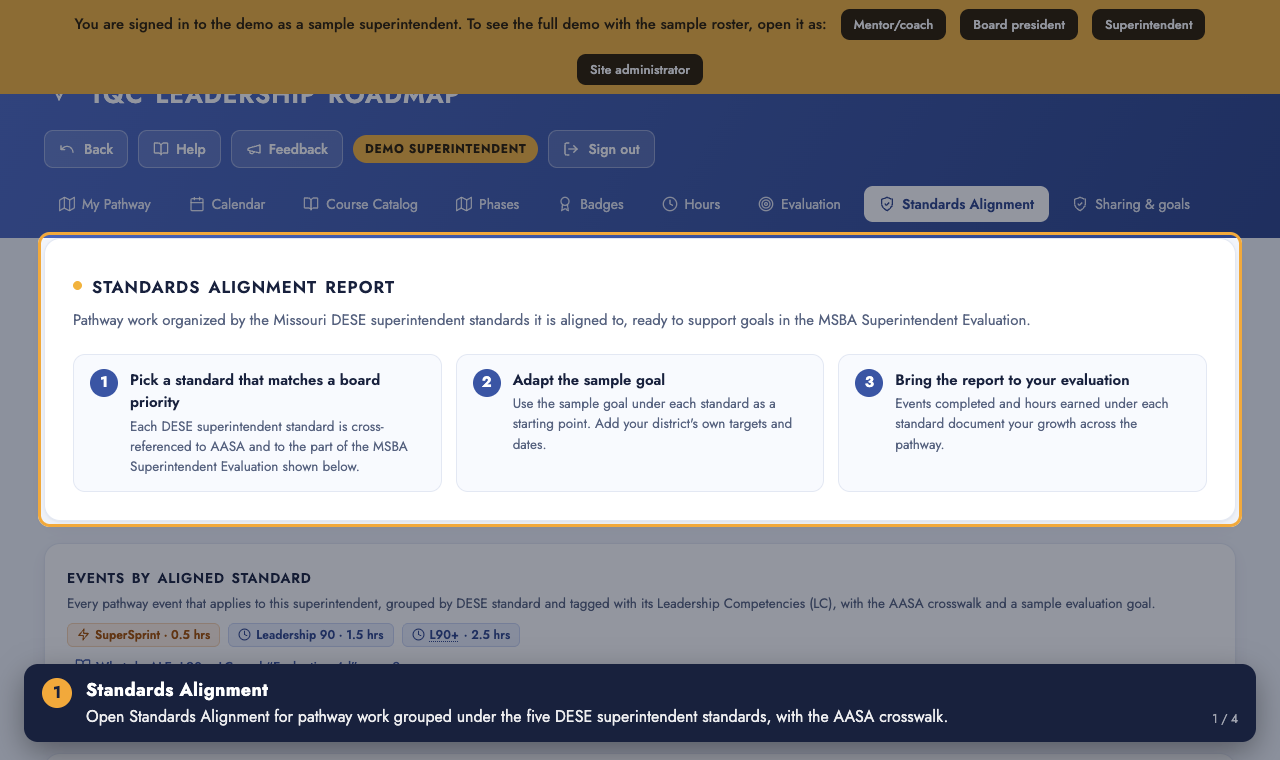 You are signed in to the demo as a sample superintendent. To see the full demo with the sample roster, open it as: Mentor/coach Board president Superintendent
Site administrator
TQC LEADERSHIP ROADMAP
Back Help Feedback DEMO SUPERINTENDENT Sign out
My Pathway Calendar Course Catalog Phases Badges Hours Evaluation Standards Alignment Sharing & goals
STANDARDS ALIGNMENT REPORT
Pathway work organized by the Missouri DESE superintendent standards it is aligned to, ready to support goals in the MSBA Superintendent Evaluation.
1 Pick a standard that matches a board
priority
Each DESE superintendent standard is cross-
referenced to AASA and to the part of the MSBA
Superintendent Evaluation shown below.
2 Adapt the sample goal
Use the sample goal under each standard as a
starting point. Add your district's own targets and
dates.
3 Bring the report to your evaluation
Events completed and hours earned under each
standard document your growth across the
pathway.
EVENTS BY ALIGNED STANDARD
Every pathway event that applies to this superintendent, grouped by DESE standard and tagged with its Leadership Competencies (LC), with the AASA crosswalk and a sample evaluation goal.
SuperSprint · 0.5 hrs Leadership 90 · 1.5 hrs L90+ · 2.5 hrs
1 Standards Alignment
Open Standards Alignment for pathway work grouped under the five DESE superintendent standards, with the AASA crosswalk.
1 / 4